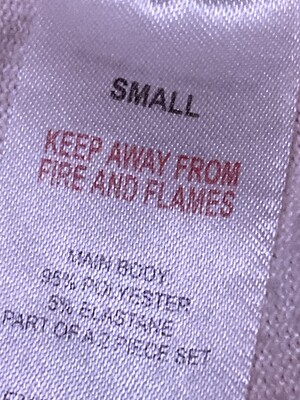 SMALL
KEEP AWAY FROM
FIRE AND FLAMES
MAIN BODY:
95% POLYESTER
5% ELASTANE
PART OF A 2 PIECE SET